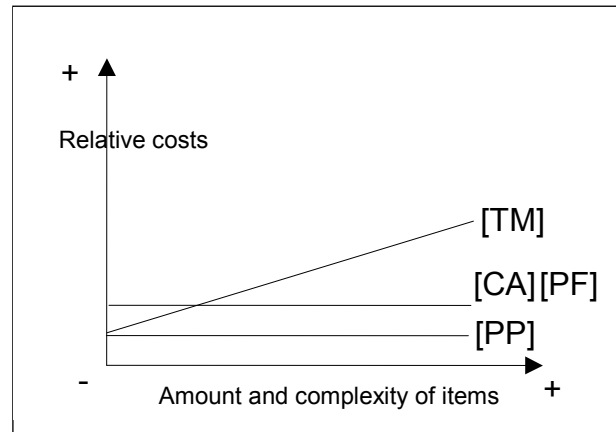 +
Relative costs
[TM]
[CA][PF]
[PP]
-
Amount and complexity of items
+